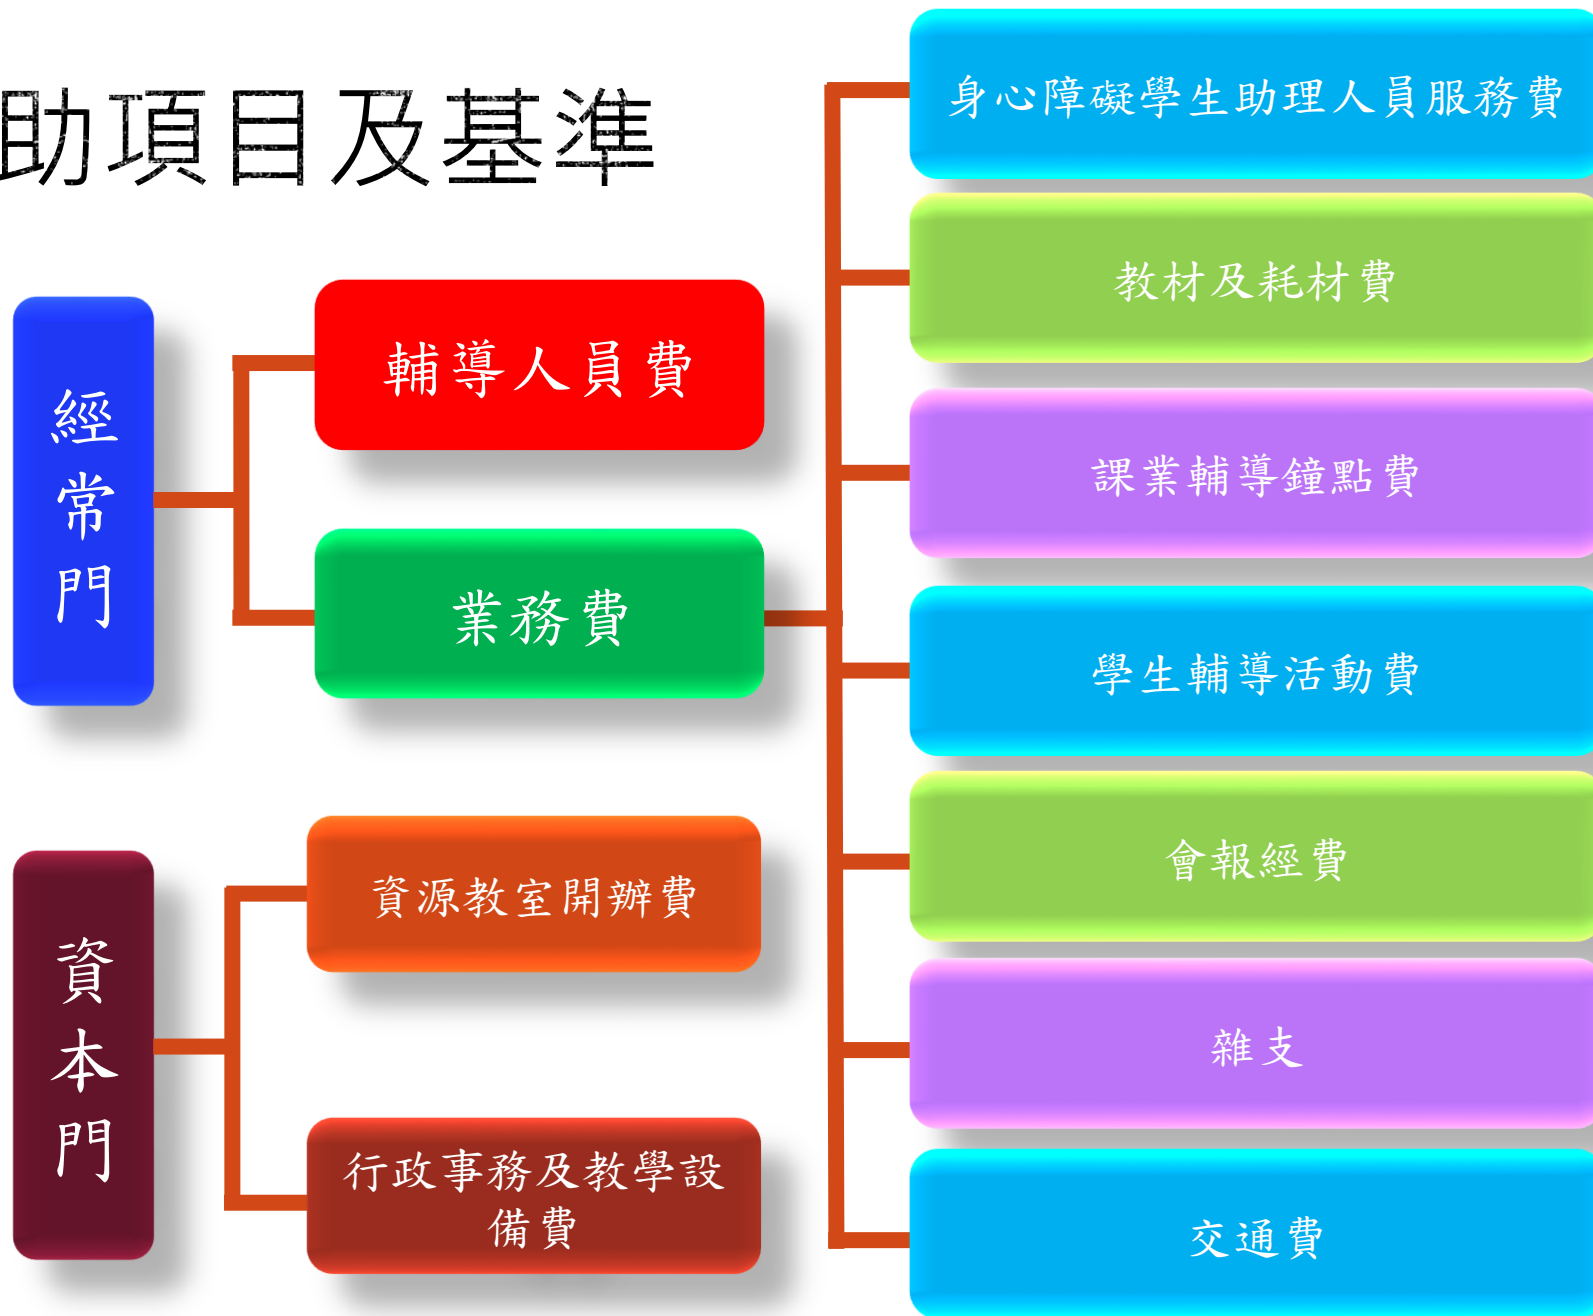 助項目及基準
經常門
輔導人員費
業務費
身心障礙學生助理人員服務費
教材及耗材費
課業輔導鐘點費
學生輔導活動費
會報經費
雜支
交通費
資本門
資源教室開辦費
行政事務及教學設
備費